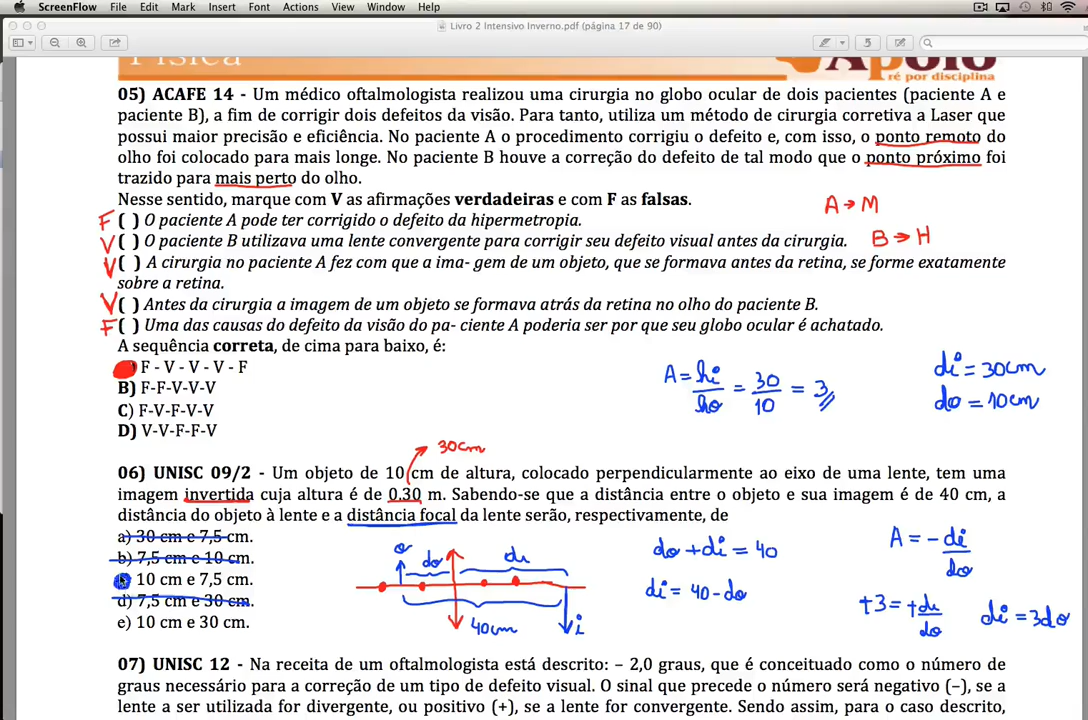 ScreenFlow File Edit Mark Insert Font Actions View Window Help
Livro 2 Intensivo Inverno.pdf (página 17 de 90)
Física
Apolo
ré por disciplina
05) ACAFE 14 - Um médico oftalmologista realizou uma cirurgia no globo ocular de dois pacientes (paciente A e
paciente B), a fim de corrigir dois defeitos da visão. Para tanto, utiliza um método de cirurgia corretiva a Laser que
possui maior precisão e eficiência. No paciente A o procedimento corrigiu o defeito e, com isso, o ponto remoto do
olho foi colocado para mais longe. No paciente B houve a correção do defeito de tal modo que o ponto próximo foi
trazido para mais perto do olho.
Nesse sentido, marque com V as afirmações verdadeiras e com F as falsas.
A → M
F ( ) O paciente A pode ter corrigido o defeito da hipermetropia.
V ( ) O paciente B utilizava uma lente convergente para corrigir seu defeito visual antes da cirurgia.
B → H
V ( ) A cirurgia no paciente A fez com que a ima- gem de um objeto, que se formava antes da retina, se forme exatamente
sobre a retina.
V ( ) Antes da cirurgia a imagem de um objeto se formava atrás da retina no olho do paciente B.
F ( ) Uma das causas do defeito da visão do pa- ciente A poderia ser por que seu globo ocular é achatado.
A sequência correta, de cima para baixo, é:
) F - V - V - V - F
B) F-F-V-V-V
C) F-V-F-V-V
D) V-V-F-F-V
A = hi/ho = 30/10 = 3
di = 30cm
do = 10cm
30cm
06) UNISC 09/2 - Um objeto de 10 cm de altura, colocado perpendicularmente ao eixo de uma lente, tem uma
imagem invertida cuja altura é de 0,30 m. Sabendo-se que a distância entre o objeto e sua imagem é de 40 cm, a
distância do objeto à lente e a distância focal da lente serão, respectivamente, de
a) 30 cm e 7,5 cm.
b) 7,5 cm e 10 cm.
10 cm e 7,5 cm.
d) 7,5 cm e 30 cm.
e) 10 cm e 30 cm.
o do di
40cm i
do + di = 40
di = 40 - do
A = -di/do
+3 = +di/do di = 3do
07) UNISC 12 - Na receita de um oftalmologista está descrito: – 2,0 graus, que é conceituado como o número de
graus necessário para a correção de um tipo de defeito visual. O sinal que precede o número será negativo (–), se a
lente a ser utilizada for divergente, ou positivo (+), se a lente for convergente. Sendo assim, para o caso descrito,